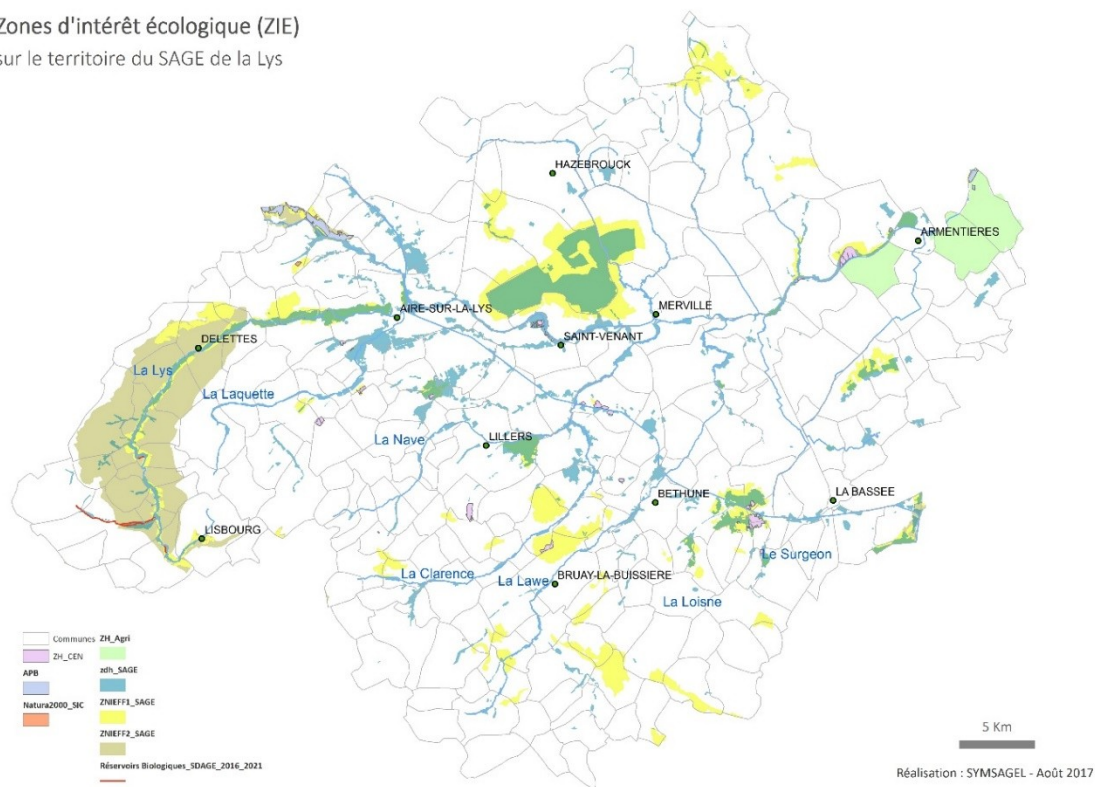 Zones d'intérêt écologique (ZIE)
sur le territoire du SAGE de la Lys
HAZEBROUCK
ARMENTIERES
AIRE-SUR-LA-LYS
MERVILLE
DELETTES
SAINT-VENANT
La Lys
La Laquette
La Nave
LILLERS
BETHUNE
LA BASSEE
LISBOURG
Le Surgeon
La Clarence
La Lawe
BRUAY-LA-BUISSIERE
La Loisne
Communes
ZH_CEN
APB
Natura2000_SIC
ZH_Agri
zdh_SAGE
ZNIEFF1_SAGE
ZNIEFF2_SAGE
Réservoirs Biologiques_SDAGE_2016_2021
5 Km
Réalisation : SYMSAGEL - Août 2017